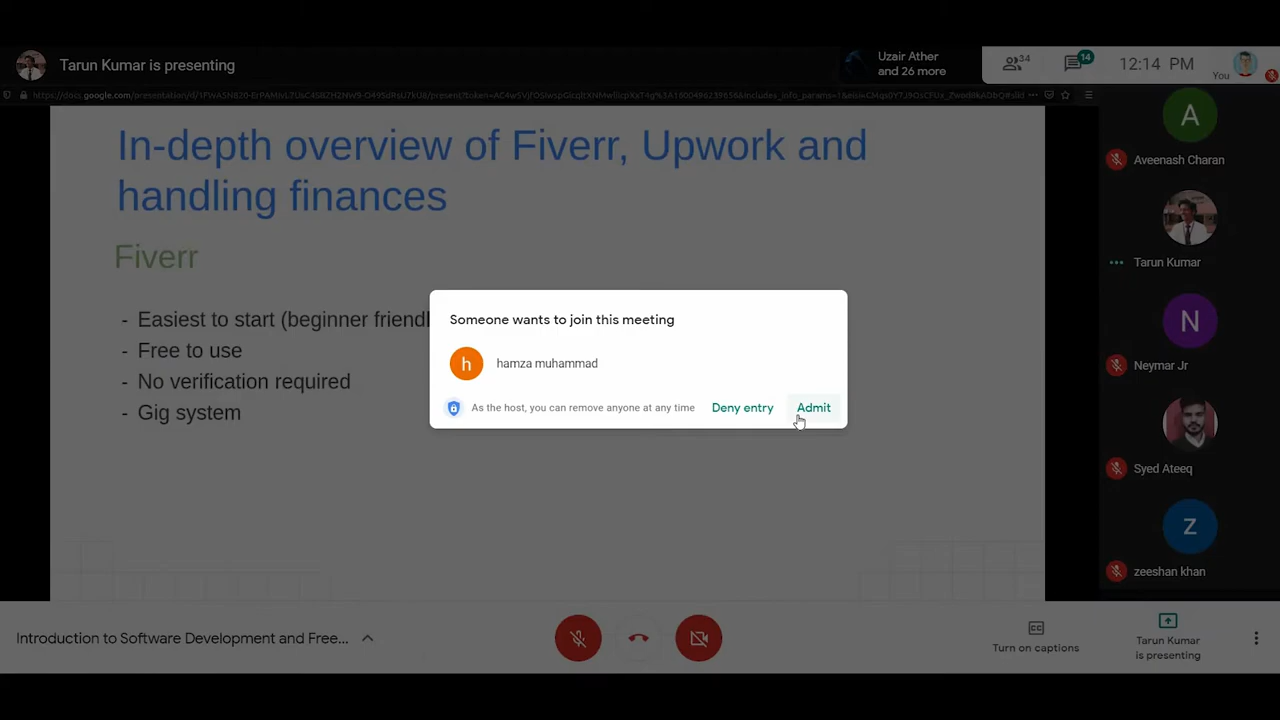 Tarun Kumar is presenting
Uzair Ather
and 26 more
34
14
12:14 PM
You
In-depth overview of Fiverr, Upwork and
handling finances
Fiverr
- Easiest to start (beginner
- Free to use
- No verification required
- Gig system
Someone wants to join this meeting
h
hamza muhammad
As the host, you can remove anyone at any time
Deny entry
Admit
A
Aveenash Charan
Tarun Kumar
N
Neymar Jr
Syed Ateeq
z
zeeshan khan
Introduction to Software Development and Free...
CC
Turn on captions
Tarun Kumar
is presenting